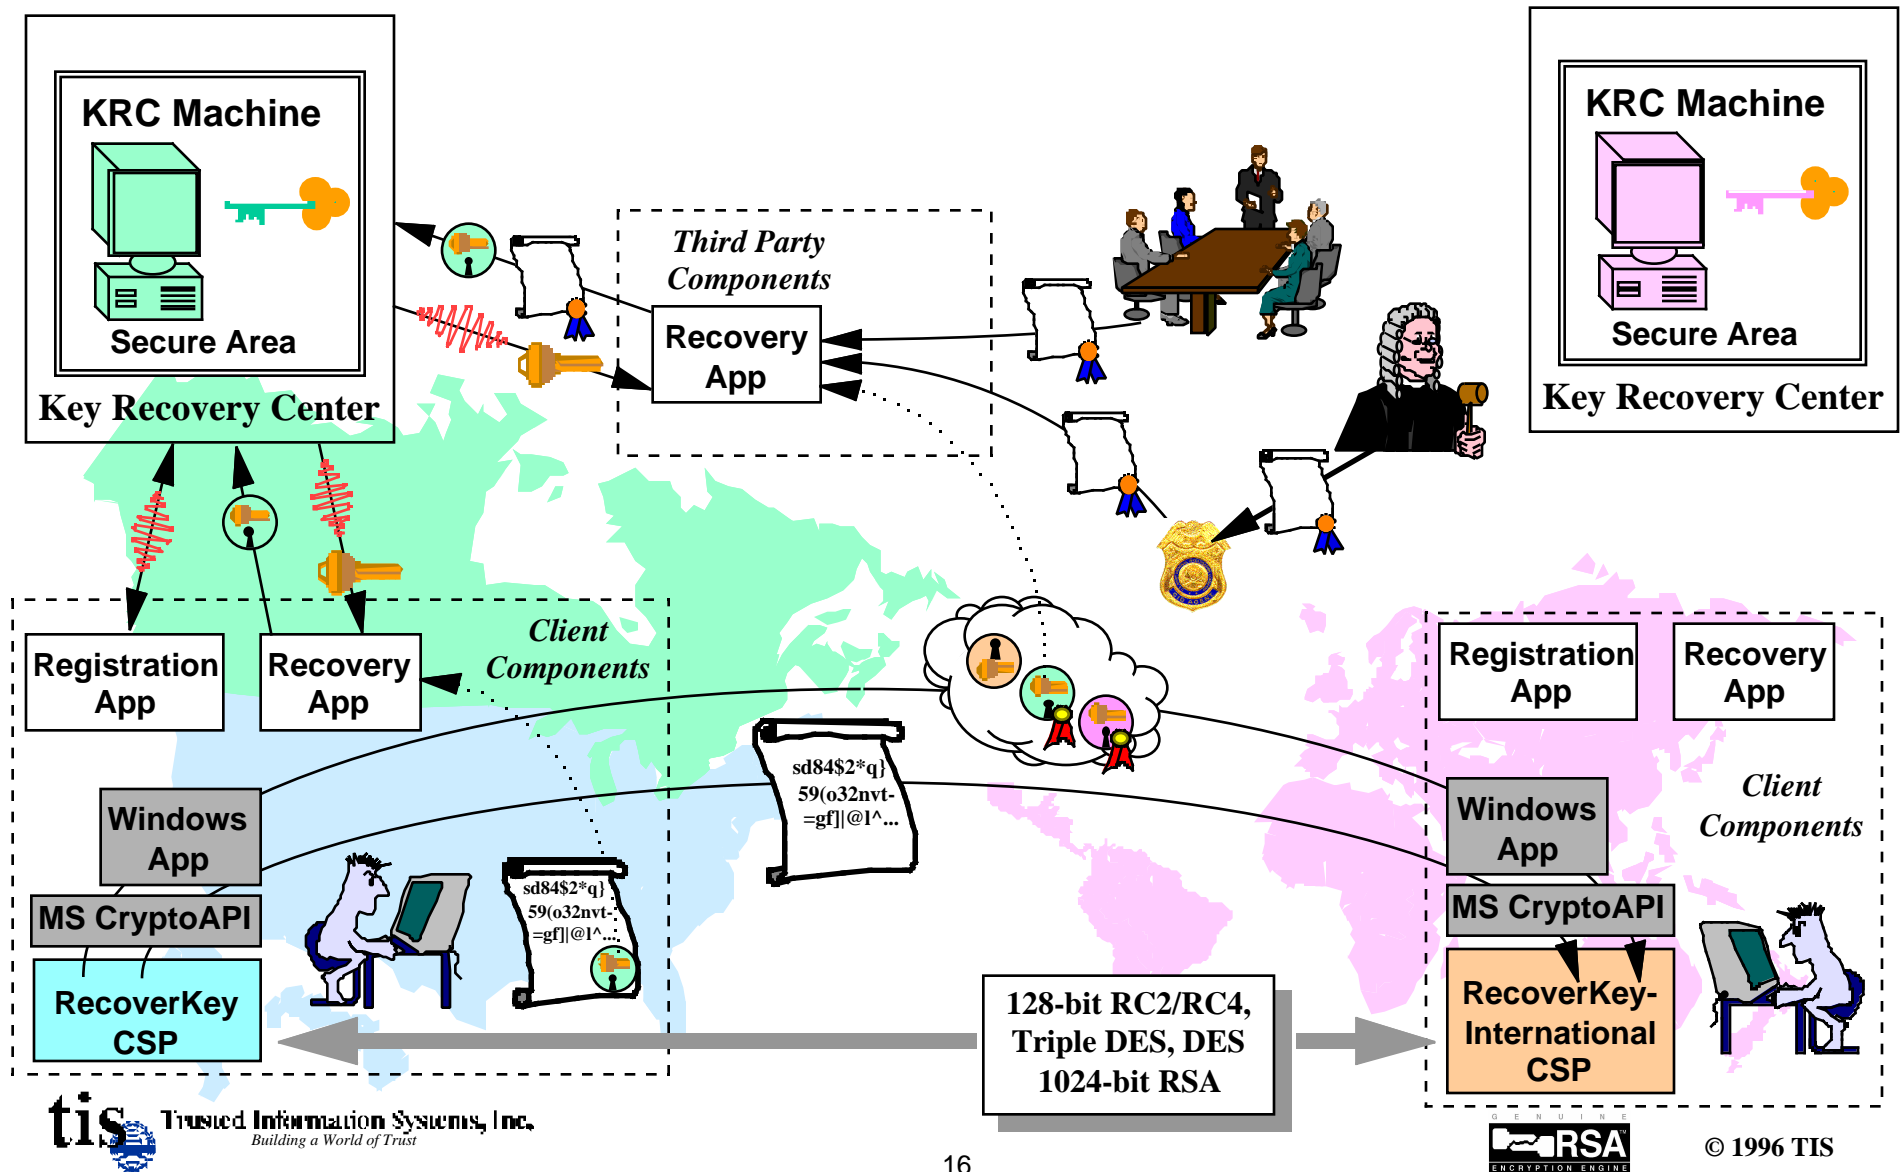 KRC Machine
Secure Area
Key Recovery Center
Third Party
Components
Recovery
App
KRC Machine
Secure Area
Key Recovery Center
Registration
App
Recovery
App
Client
Components
Registration
App
Recovery
App
Client
Components
Windows
App
MS CryptoAPI
RecoverKey
CSP
sd84$2*q}
59(o32nvt-
=gf]|@l^...
sd84$2*q}
59(o32nvt-
=gf]|@l^...
Windows
App
MS CryptoAPI
RecoverKey-
International
CSP
128-bit RC2/RC4,
Triple DES, DES
1024-bit RSA
tis Trusted Information Systems, Inc.
Building a World of Trust
16
GENUINE
RSA™
ENCRYPTION ENGINE
© 1996 TIS